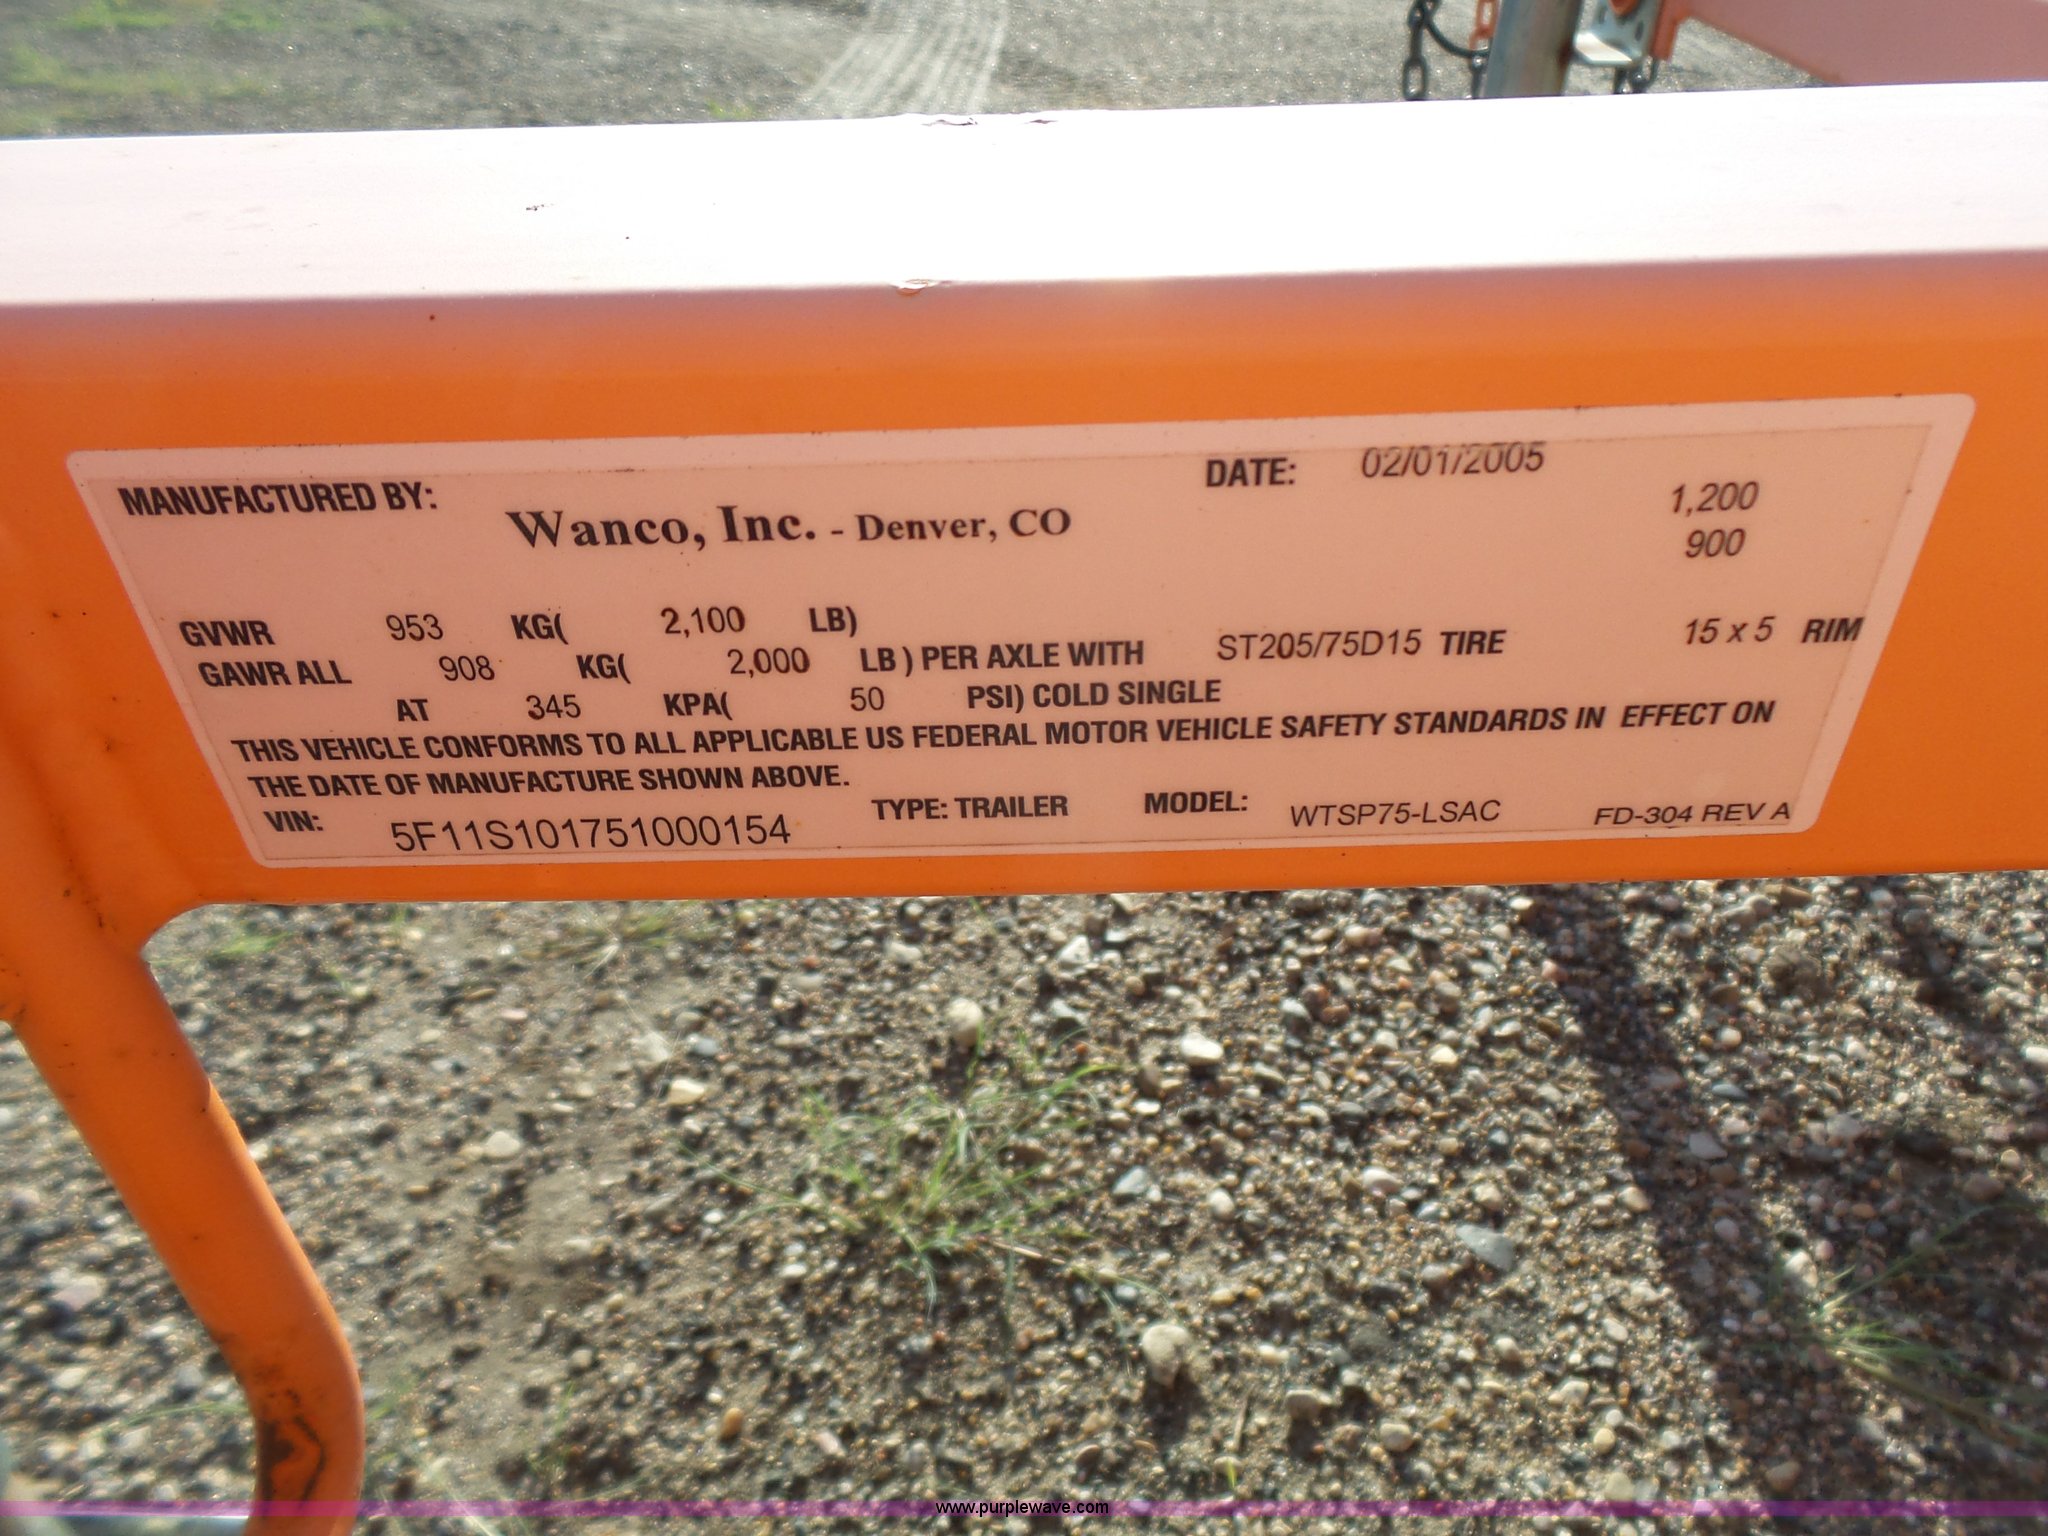 MANUFACTURED BY: Wanco, Inc. - Denver, CO DATE: 02/01/2005
1,200
900
GVWR 953 KG( 2,100 LB)
GAWR ALL 908 KG( 2,000 LB ) PER AXLE WITH ST205/75D15 TIRE 15 x 5 RIM
AT 345 KPA( 50 PSI) COLD SINGLE
THIS VEHICLE CONFORMS TO ALL APPLICABLE US FEDERAL MOTOR VEHICLE SAFETY STANDARDS IN EFFECT ON
THE DATE OF MANUFACTURE SHOWN ABOVE.
VIN: 5F11S101751000154 TYPE: TRAILER MODEL: WTSP75-LSAC FD-304 REV A
www.purplewave.com